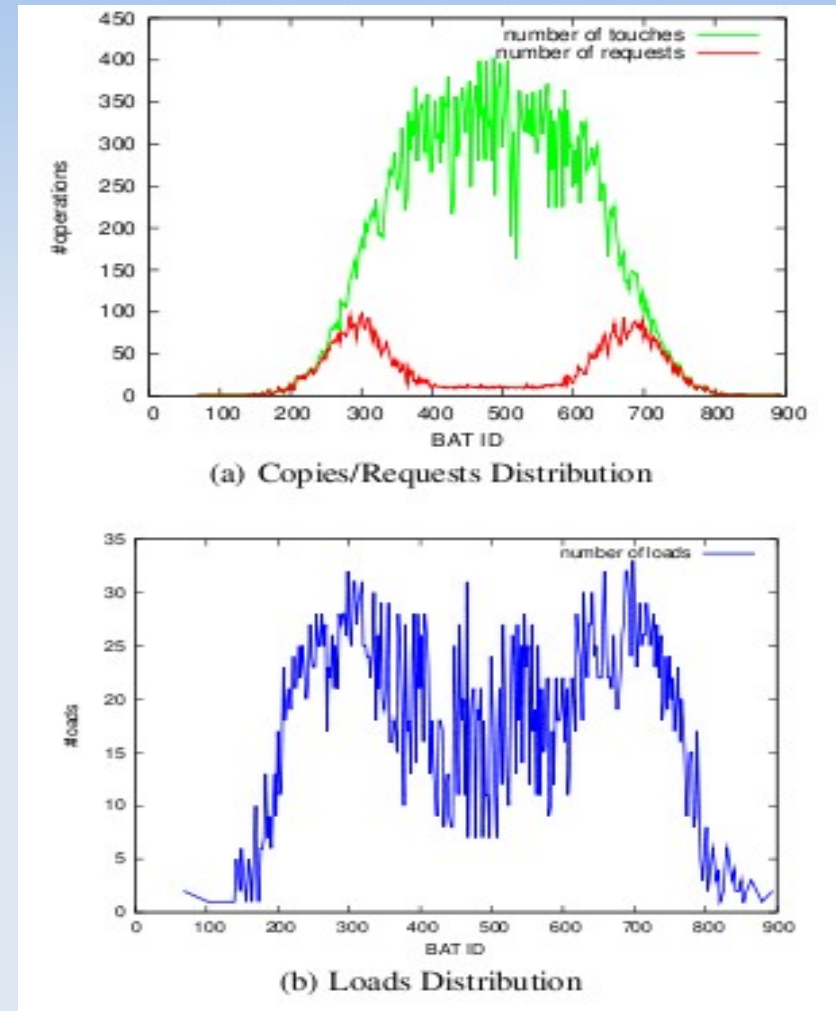 450
400
350
300
250
200
150
100
50
0
number of touches
number of requests
#operations
0 100 200 300 400 500 600 700 800 900
BAT ID
(a) Copies/Requests Distribution
35
30
25
20
15
10
5
0
number of loads
#loads
0 100 200 300 400 500 600 700 800 900
BAT ID
(b) Loads Distribution